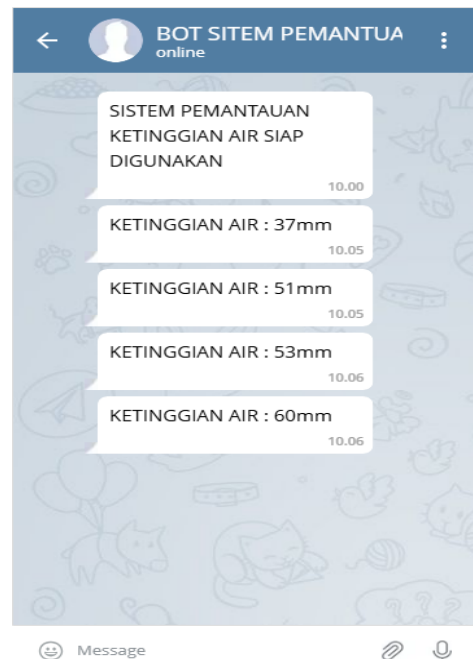 BOT SITEM PEMANTUA
online
SISTEM PEMANTAUAN
KETINGGIAN AIR SIAP
DIGUNAKAN
10.00
KETINGGIAN AIR : 37mm
10.05
KETINGGIAN AIR : 51mm
10.05
KETINGGIAN AIR : 53mm
10.06
KETINGGIAN AIR : 60mm
10.06
Message